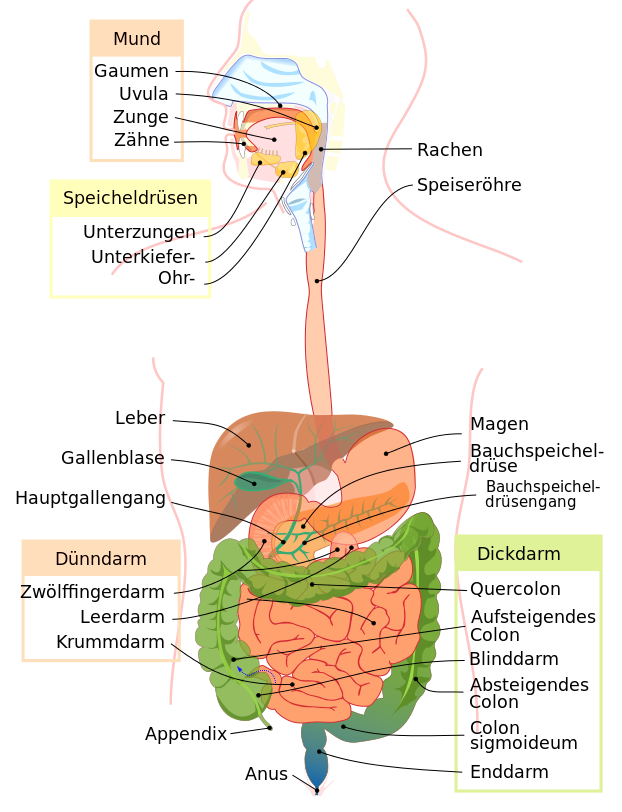 Mund
Gaumen
Uvula
Zunge
Zähne
Rachen
Speiseröhre
Speicheldrüsen
Unterzungen
Unterkiefer-
Ohr-
Leber
Gallenblase
Hauptgallengang
Magen
Bauchspeichel-
drüse
Bauchspeichel-
drüsengang
Dünndarm
Zwölffingerdarm
Leerdarm
Krummdarm
Dickdarm
Quercolon
Aufsteigendes
Colon
Blinddarm
Absteigendes
Colon
Colon
sigmoideum
Enddarm
Appendix
Anus